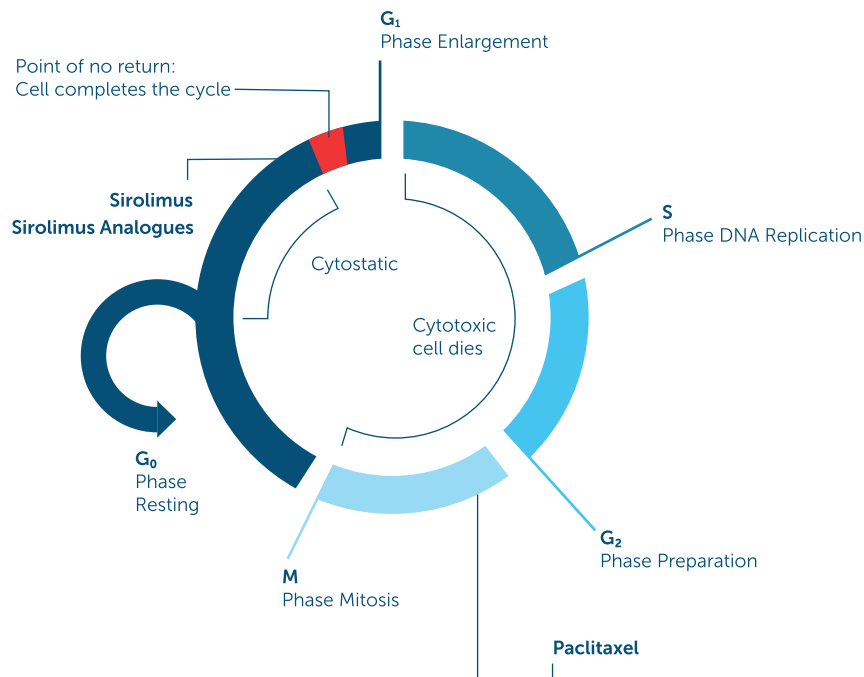 G₁
Phase Enlargement
Point of no return:
Cell completes the cycle
Sirolimus
Sirolimus Analogues
S
Phase DNA Replication
Cytostatic
Cytotoxic
cell dies
G₀
Phase
Resting
G₂
Phase Preparation
M
Phase Mitosis
Paclitaxel